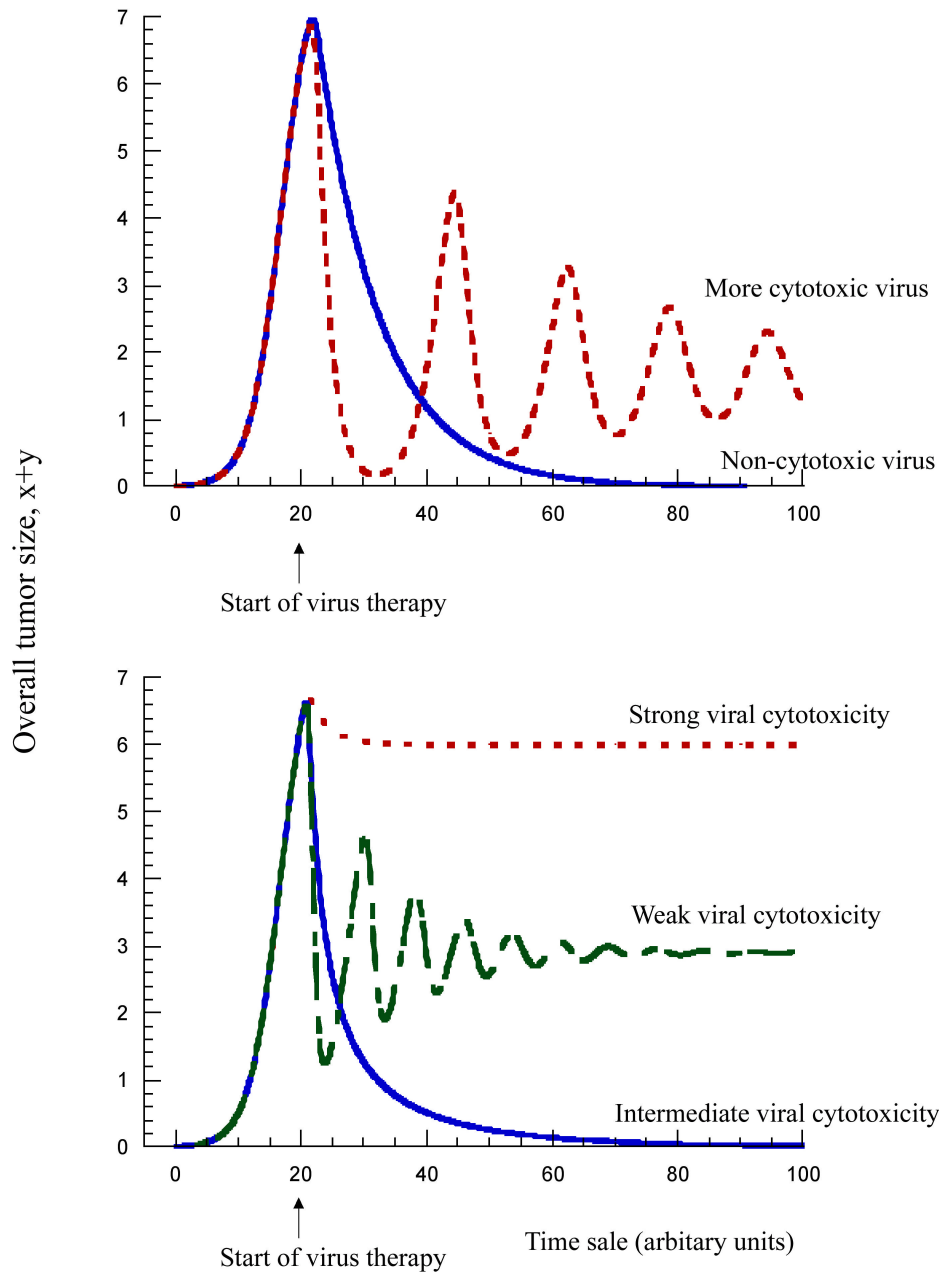 Overall tumor size, x+y
7
6
5
4
3
2
1
0
More cytotoxic virus
Non-cytotoxic virus
0 20 40 60 80 100
Start of virus therapy
7
6
5
4
3
2
1
0
Strong viral cytotoxicity
Weak viral cytotoxicity
Intermediate viral cytotoxicity
0 20 40 60 80 100
Start of virus therapy
Time sale (arbitary units)